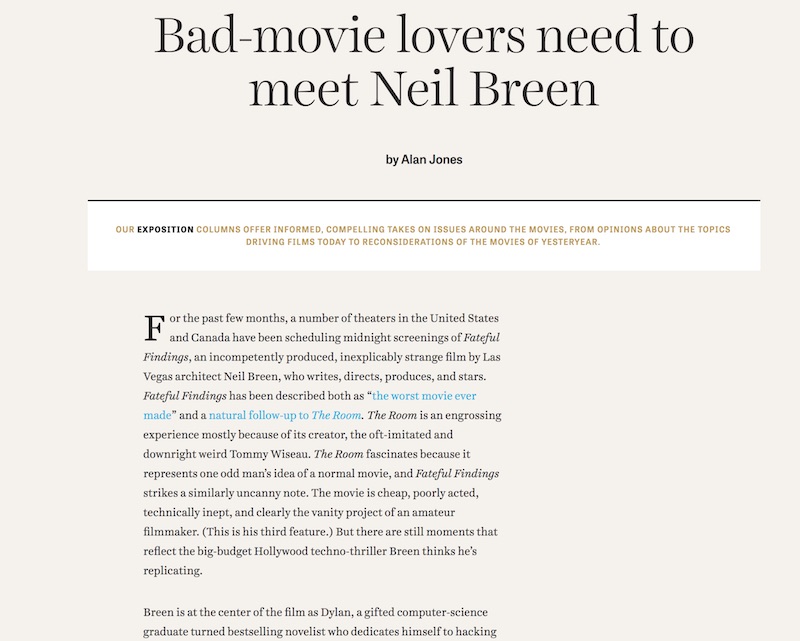 Bad-movie lovers need to
meet Neil Breen
by Alan Jones
OUR EXPOSITION COLUMNS OFFER INFORMED, COMPELLING TAKES ON ISSUES AROUND THE MOVIES, FROM OPINIONS ABOUT THE TOPICS
DRIVING FILMS TODAY TO RECONSIDERATIONS OF THE MOVIES OF YESTERYEAR.
For the past few months, a number of theaters in the United States
and Canada have been scheduling midnight screenings of Fateful
Findings, an incompetently produced, inexplicably strange film by Las
Vegas architect Neil Breen, who writes, directs, produces, and stars.
Fateful Findings has been described both as “the worst movie ever
made” and a natural follow-up to The Room. The Room is an engrossing
experience mostly because of its creator, the oft-imitated and
downright weird Tommy Wiseau. The Room fascinates because it
represents one odd man’s idea of a normal movie, and Fateful Findings
strikes a similarly uncanny note. The movie is cheap, poorly acted,
technically inept, and clearly the vanity project of an amateur
filmmaker. (This is his third feature.) But there are still moments that
reflect the big-budget Hollywood techno-thriller Breen thinks he’s
replicating.
Breen is at the center of the film as Dylan, a gifted computer-science
graduate turned bestselling novelist who dedicates himself to hacking